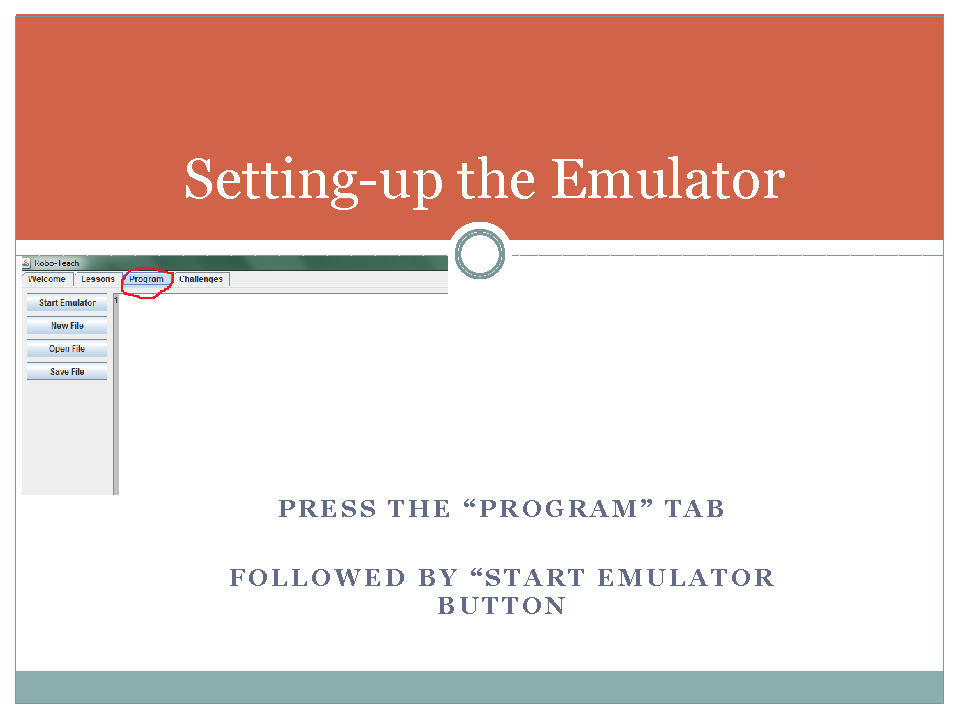 Setting-up the Emulator
Robo-Teach
Welcome Lessons Program Challenges
Start Emulator 1
New File
Open File
Save File
PRESS THE “PROGRAM” TAB
FOLLOWED BY “START EMULATOR
BUTTON